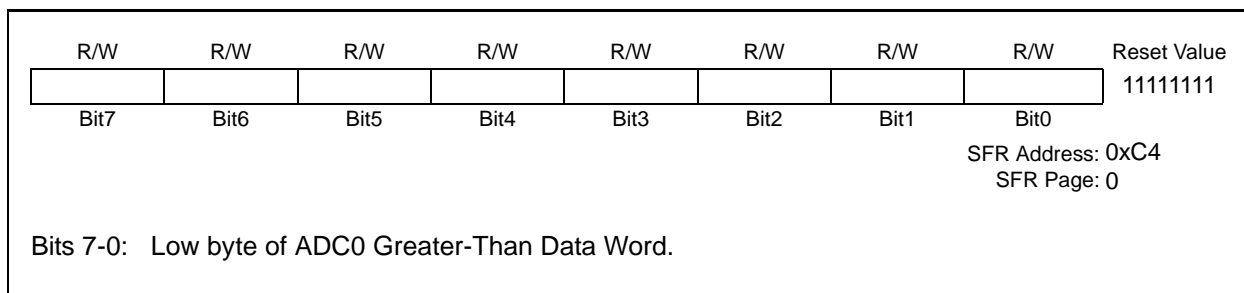 R/W R/W R/W R/W R/W R/W R/W R/W Reset Value
11111111
Bit7 Bit6 Bit5 Bit4 Bit3 Bit2 Bit1 Bit0
SFR Address: 0xC4
SFR Page: 0
Bits 7-0: Low byte of ADC0 Greater-Than Data Word.